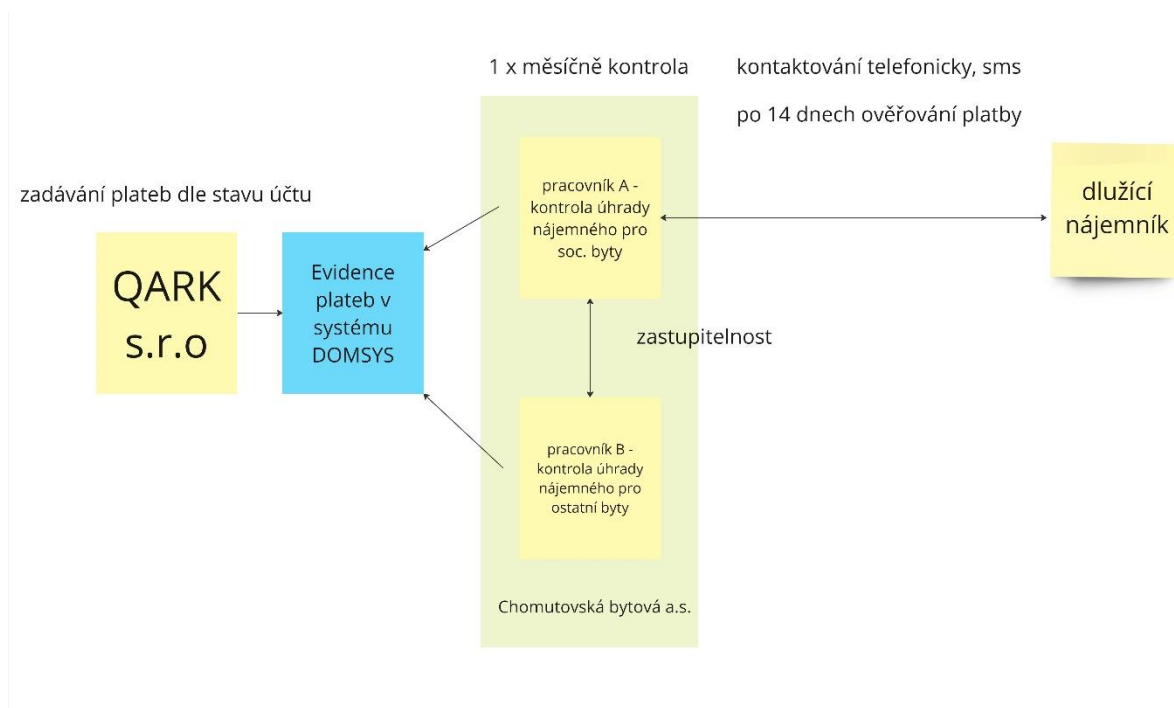 1 x měsíčně kontrola
kontaktování telefonicky, sms
po 14 dnech ověřování platby
zadávání plateb dle stavu účtu
QARK
s.r.o
Evidence
plateb v
systému
DOMSYS
pracovník A -
kontrola úhrady
nájemného pro
soc. byty
dlužící
nájemník
zastupitelnost
pracovník B -
kontrola úhrady
nájemného pro
ostatní byty
Chomutovská bytová a.s.